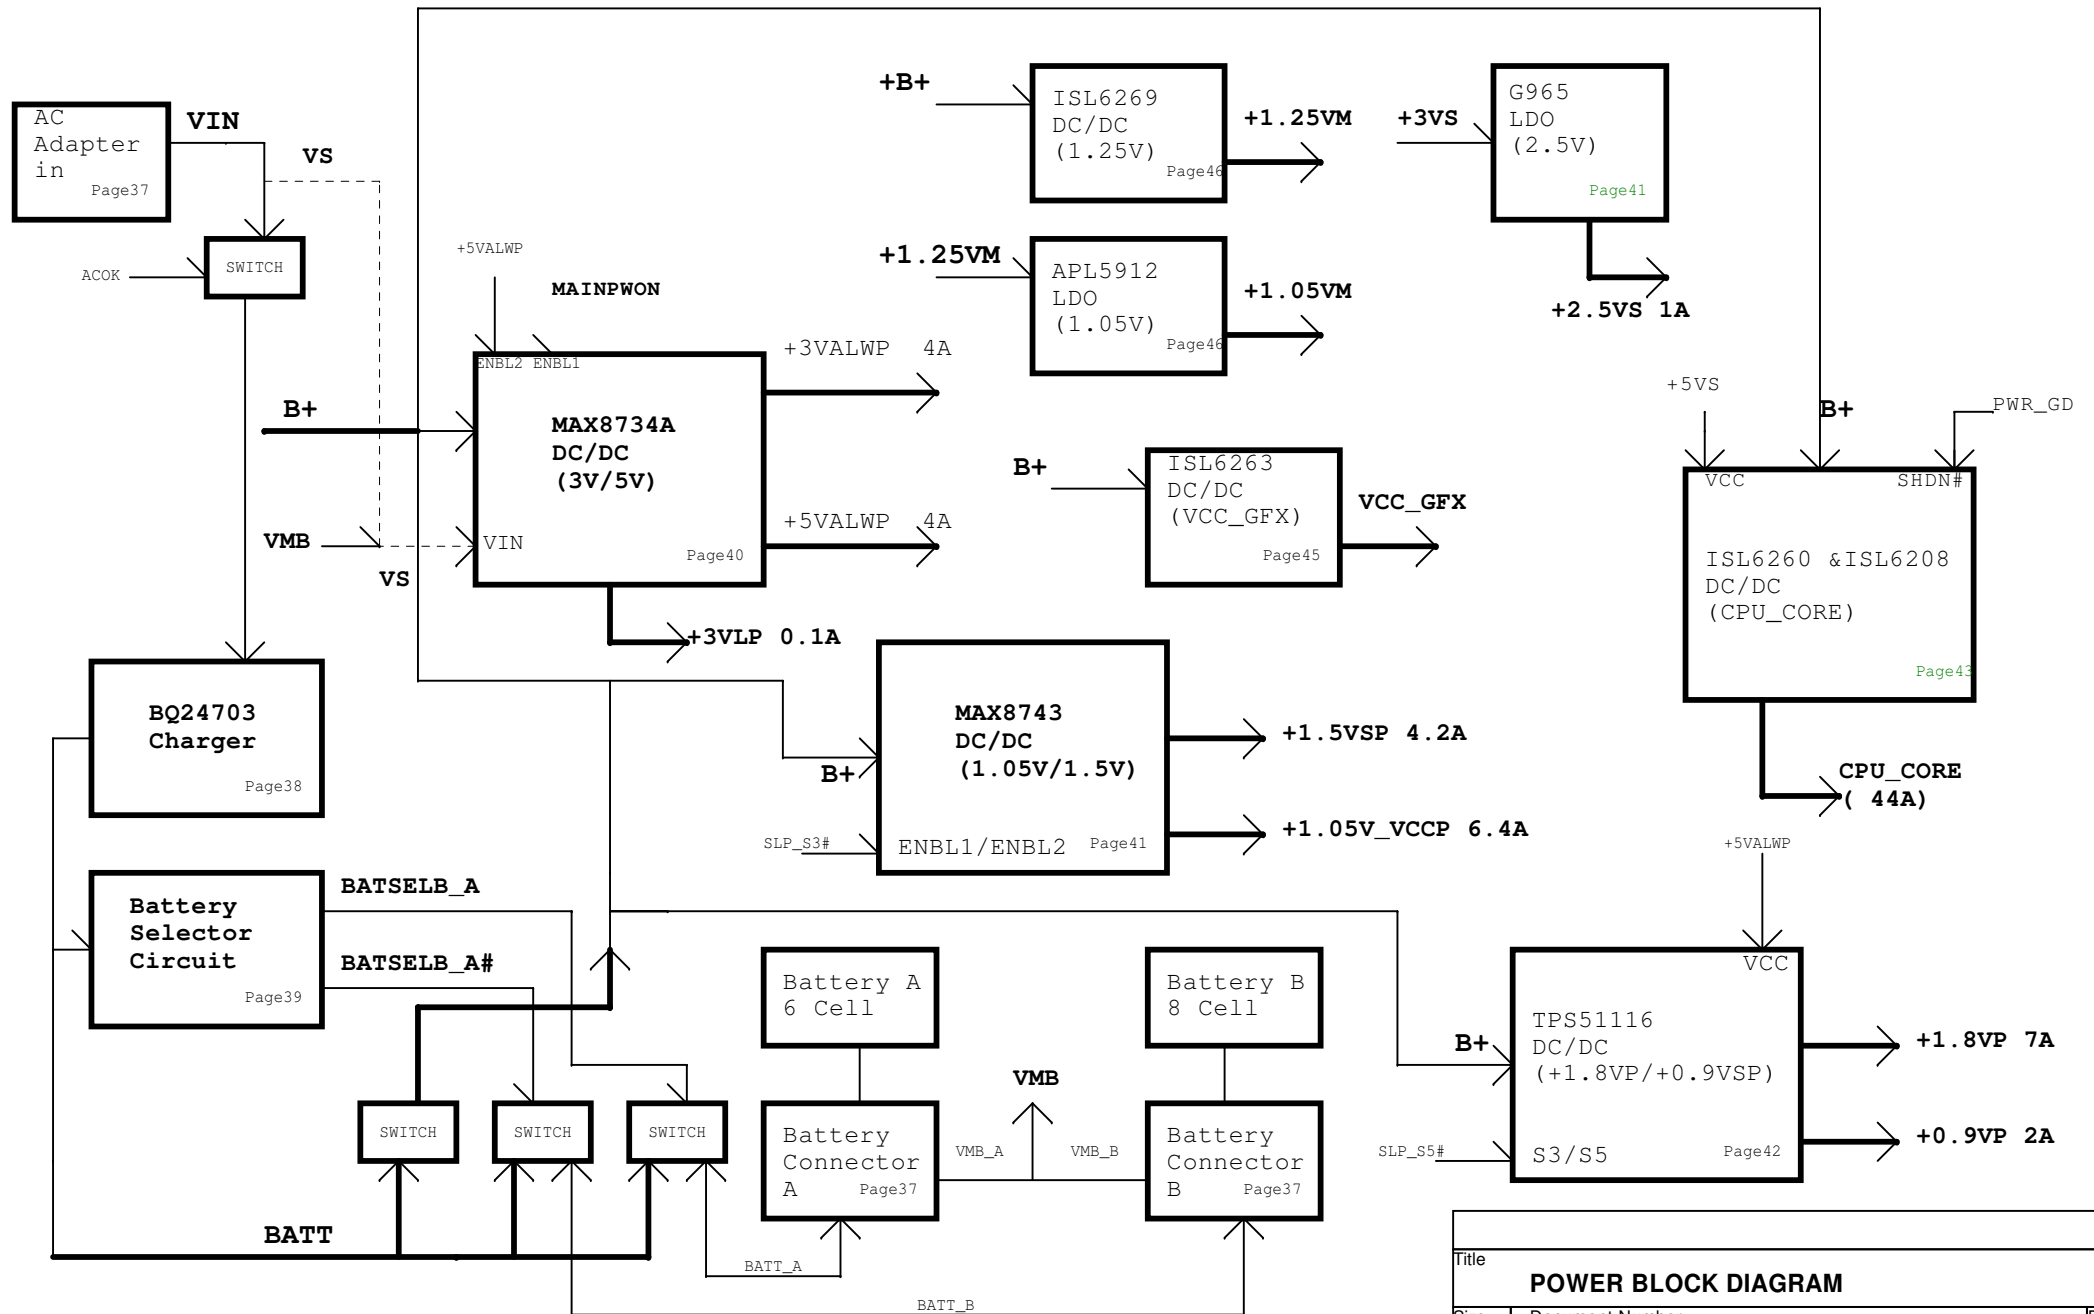 AC
Adapter
in
Page37
VIN
VS
ACOK
SWITCH
+B+
ISL6269
DC/DC
(1.25V)
Page46
+1.25VM
+3VS
G965
LDO
(2.5V)
Page41
+2.5VS 1A
+1.25VM
APL5912
LDO
(1.05V)
Page46
+1.05VM
+5VALWP
MAINPWON
ENBL2 ENBL1
B+
MAX8734A
DC/DC
(3V/5V)
VMB
VIN
VS
Page40
+3VALWP 4A
+5VALWP 4A
+3VLP 0.1A
B+
ISL6263
DC/DC
(VCC_GFX)
Page45
VCC_GFX
+5VS
B+
PWR_GD
VCC
SHDN#
ISL6260 &ISL6208
DC/DC
(CPU_CORE)
Page43
CPU_CORE
( 44A)
BQ24703
Charger
Page38
MAX8743
DC/DC
(1.05V/1.5V)
B+
SLP_S3#
ENBL1/ENBL2
Page41
+1.5VSP 4.2A
+1.05V_VCCP 6.4A
Battery
Selector
Circuit
Page39
BATSELB_A
BATSELB_A#
Battery A
6 Cell
Battery B
8 Cell
+5VALWP
VCC
B+
TPS51116
DC/DC
(+1.8VP/+0.9VSP)
SLP_S5#
S3/S5
Page42
+1.8VP 7A
+0.9VP 2A
SWITCH
SWITCH
SWITCH
Battery
Connector
A
Page37
VMB
VMB_A
VMB_B
Battery
Connector
B
Page37
BATT
BATT_A
BATT_B
Title
POWER BLOCK DIAGRAM